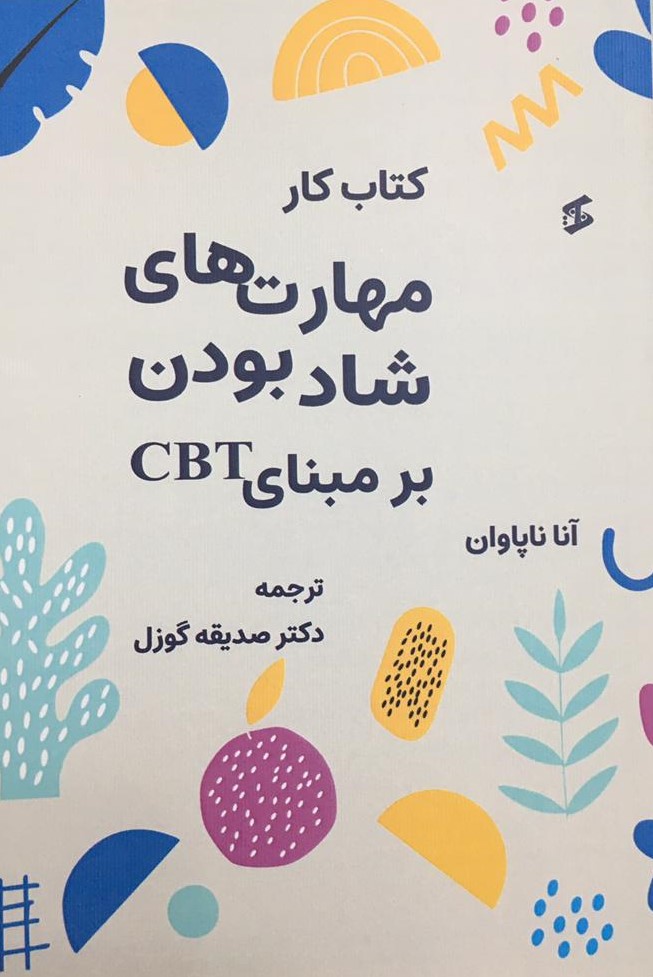 کتاب کار
مهارت‌های
شاد بودن
بر مبنای CBT
آنا ناپاوان
ترجمه
دکتر صدیقه گوزل